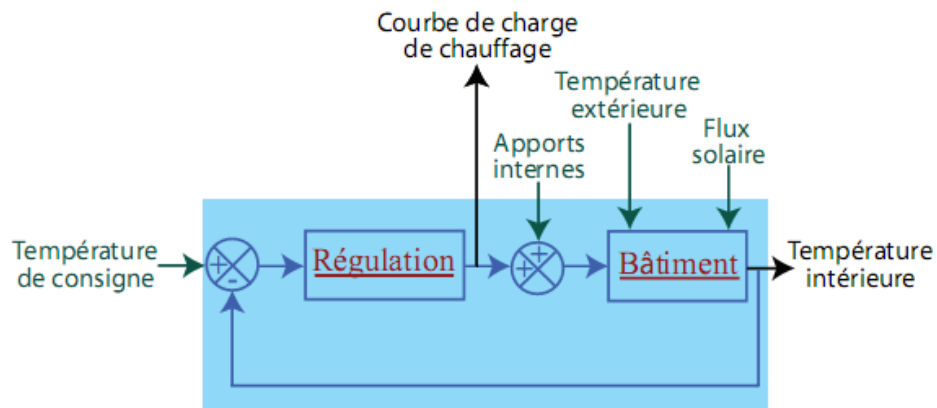 Courbe de charge
de chauffage
Température
extérieure
Flux
solaire
Apports
internes
Température
de consigne
+
-
Régulation
+
+
Bâtiment
Température
intérieure